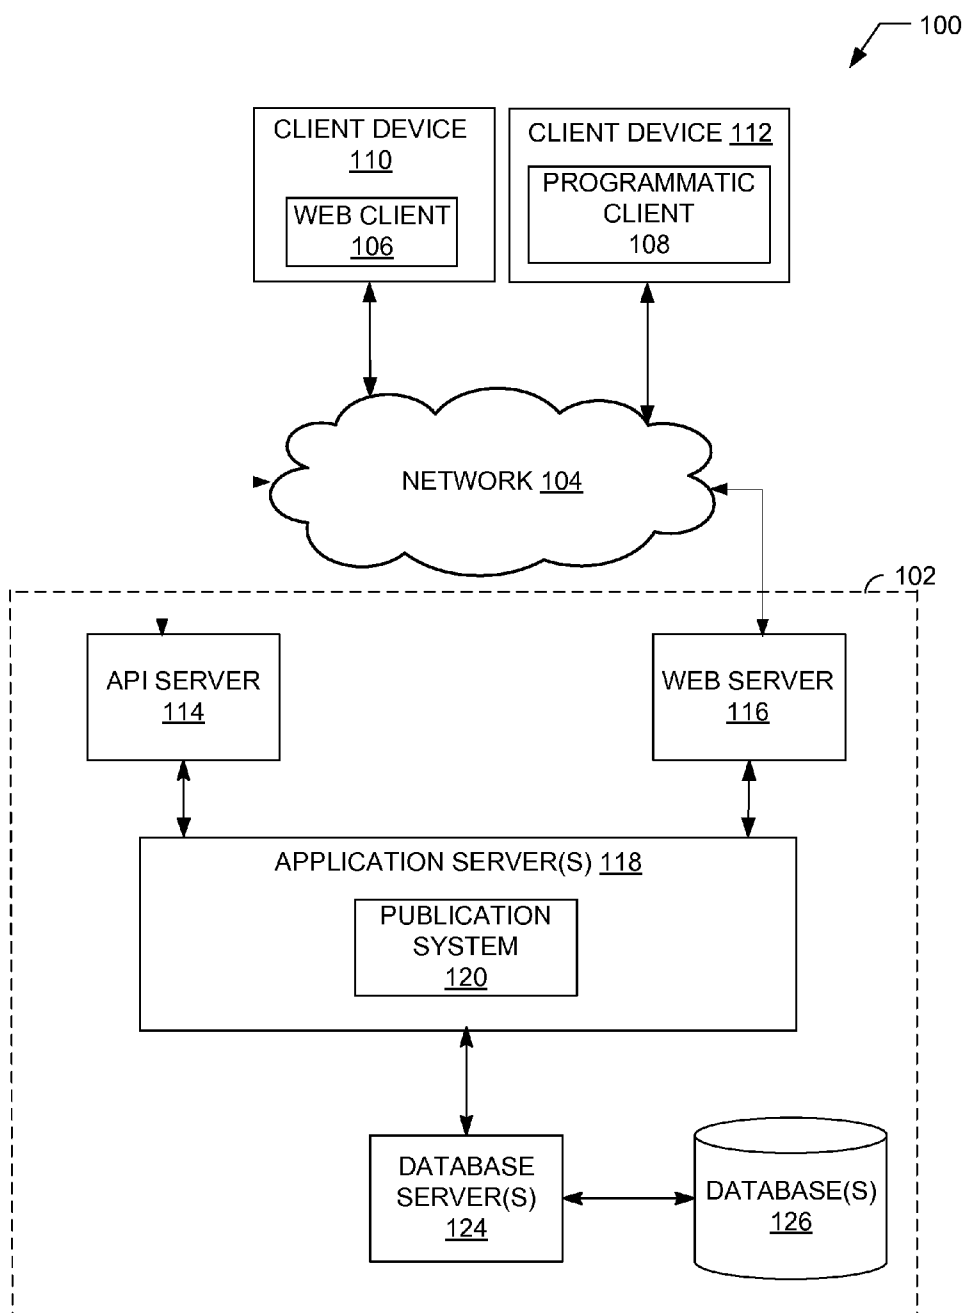 100
CLIENT DEVICE
110
WEB CLIENT
106
CLIENT DEVICE 112
PROGRAMMATIC
CLIENT
108
NETWORK 104
102
API SERVER
114
WEB SERVER
116
APPLICATION SERVER(S) 118
PUBLICATION
SYSTEM
120
DATABASE
SERVER(S)
124
DATABASE(S)
126